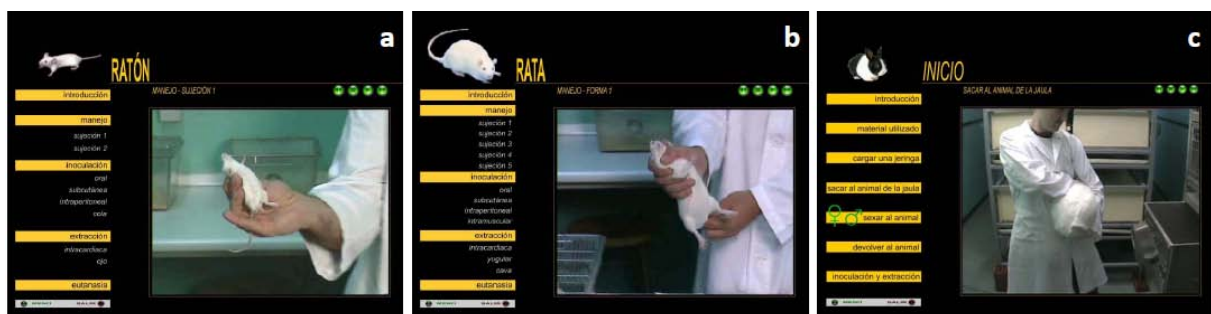 a
RATÓN
MANEJO - SUJECIÓN 1
introducción
manejo
sujeción 1
sujeción 2
inoculación
oral
subcutánea
intraperitoneal
cola
extracción
intracardiaca
ojo
eutanasia
b
RATA
MANEJO - FORMA 1
introducción
manejo
sujeción 1
sujeción 2
sujeción 3
sujeción 4
sujeción 5
inoculación
oral
subcutánea
intraperitoneal
intramuscular
extracción
intracardiaca
yugular
cava
eutanasia
c
INICIO
SACAR AL ANIMAL DE LA JAULA
introducción
material utilizado
cargar una jeringa
sacar al animal de la jaula
sexar al animal
devolver al animal
inoculación y extracción